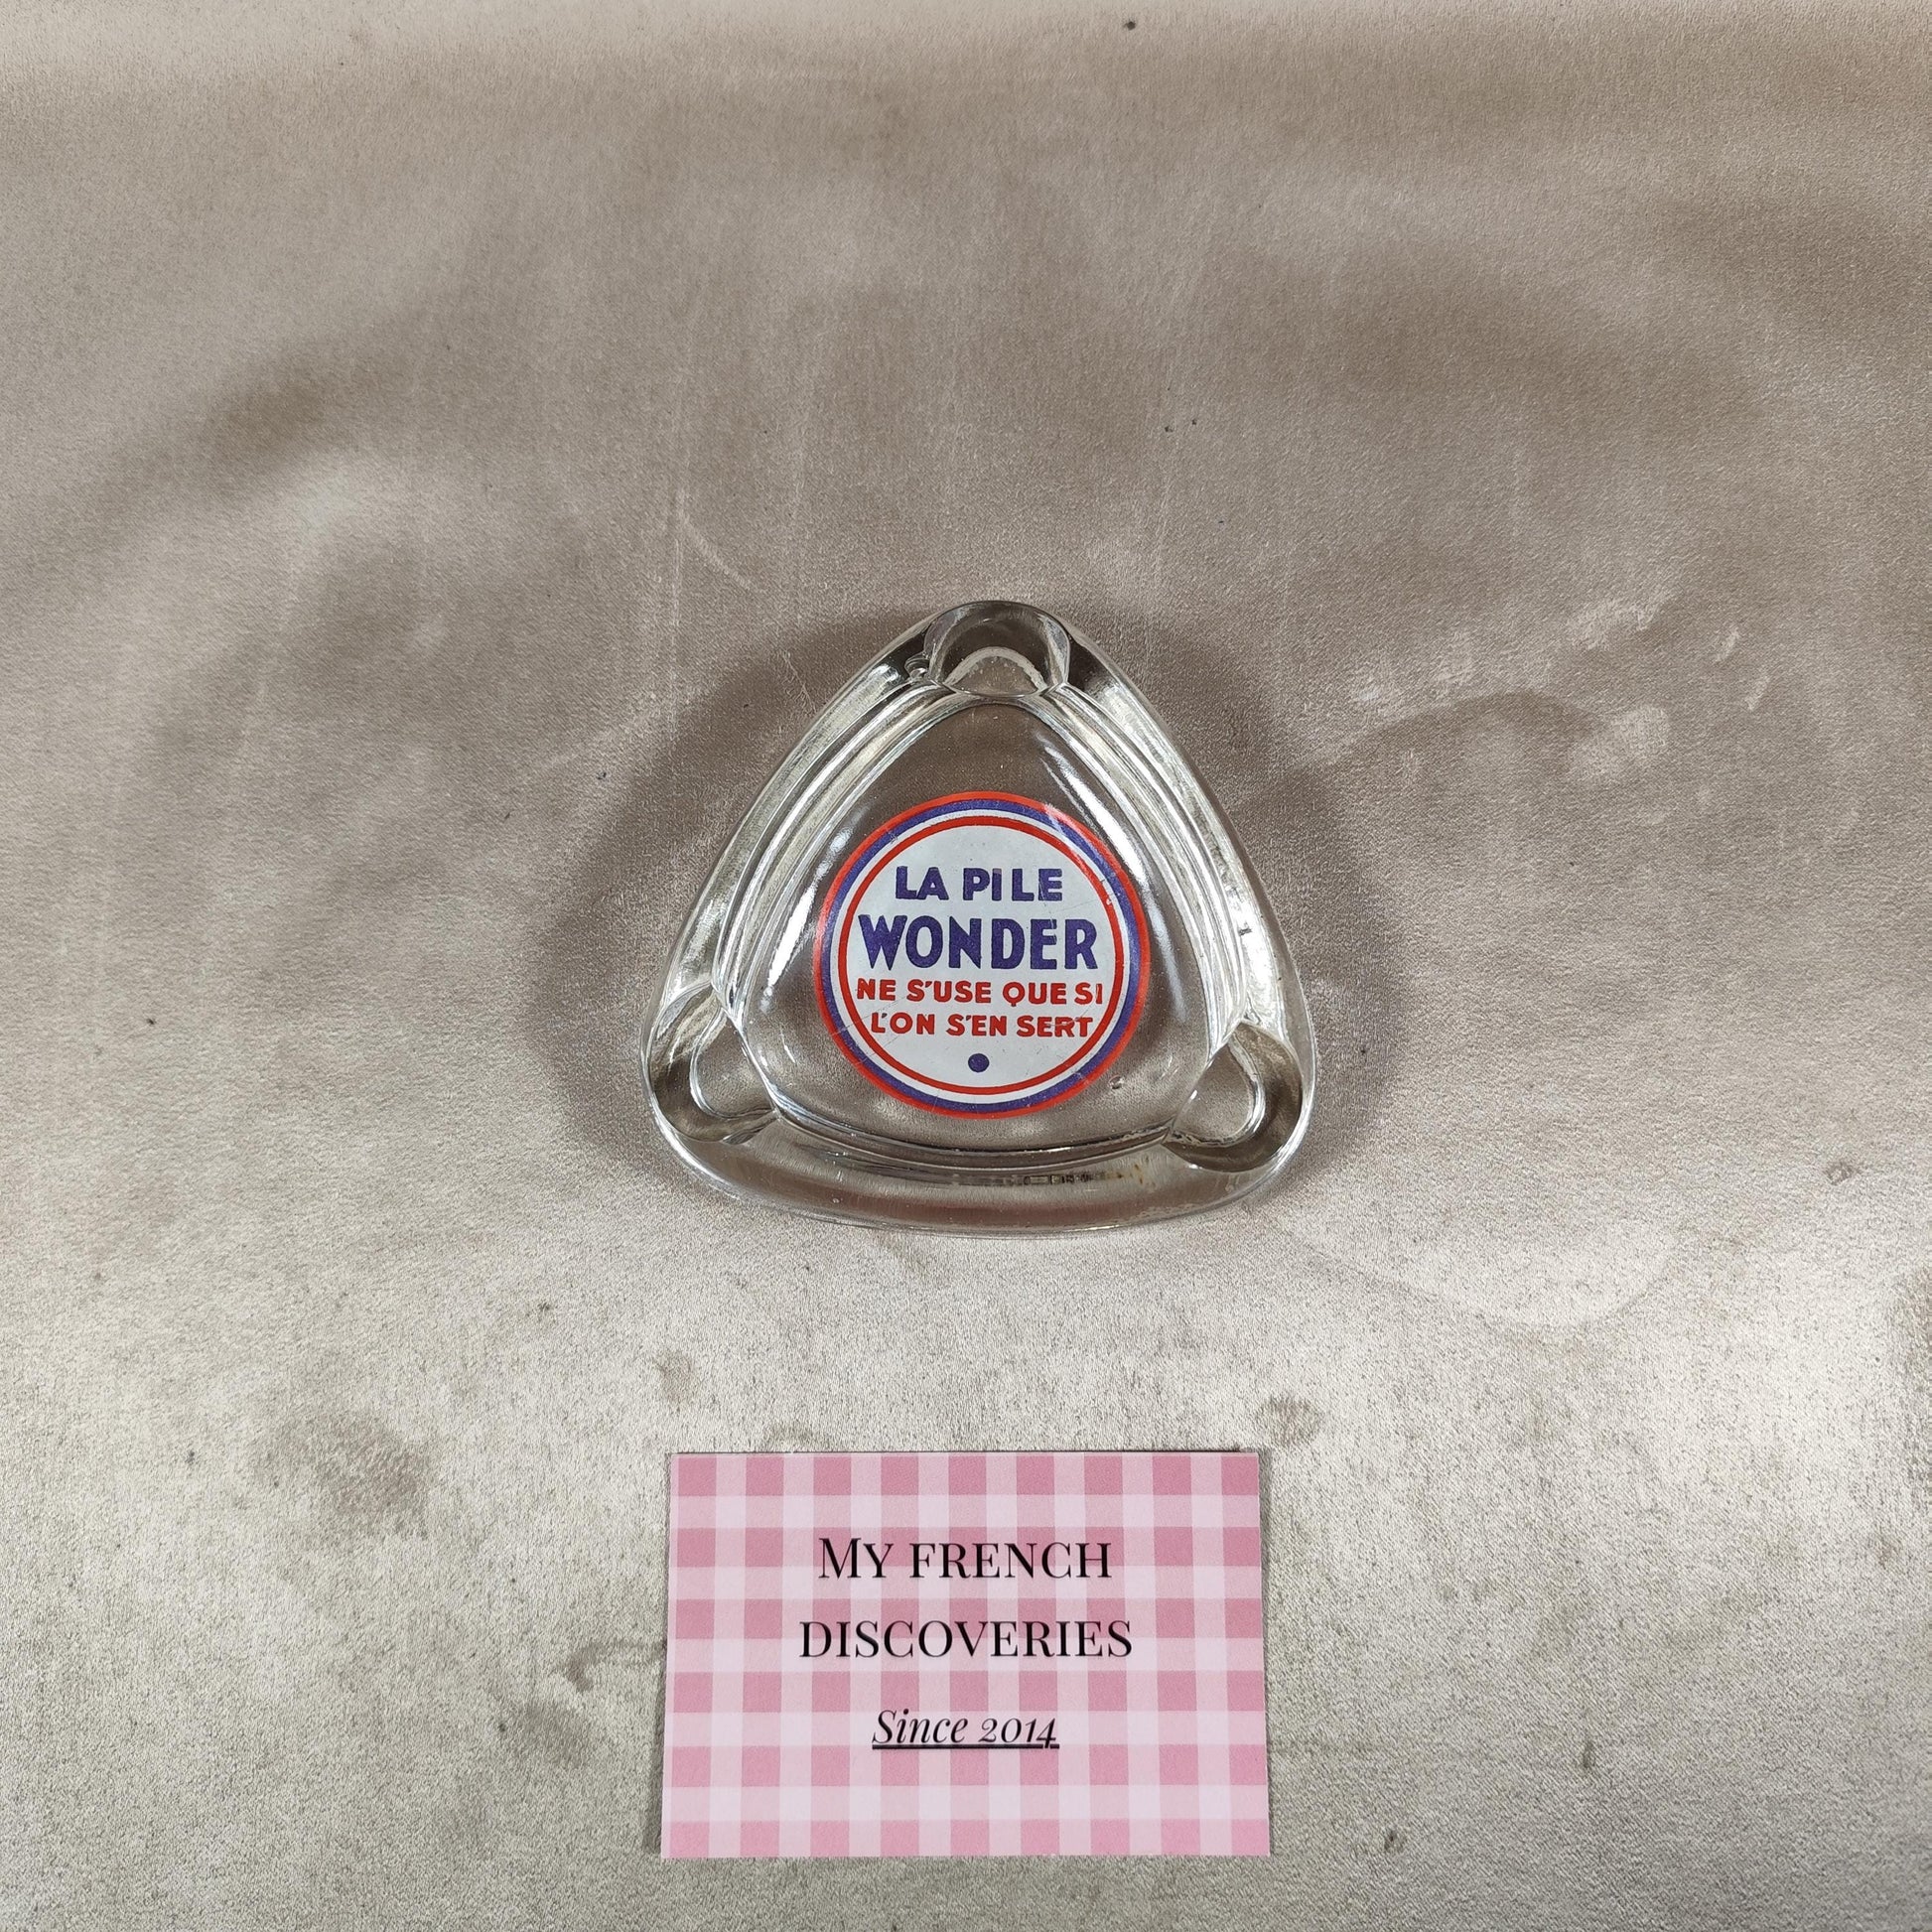 LA PILE
WONDER
NE S'USE QUE SI
L'ON S'EN SERT
MY FRENCH
DISCOVERIES
Since 2014